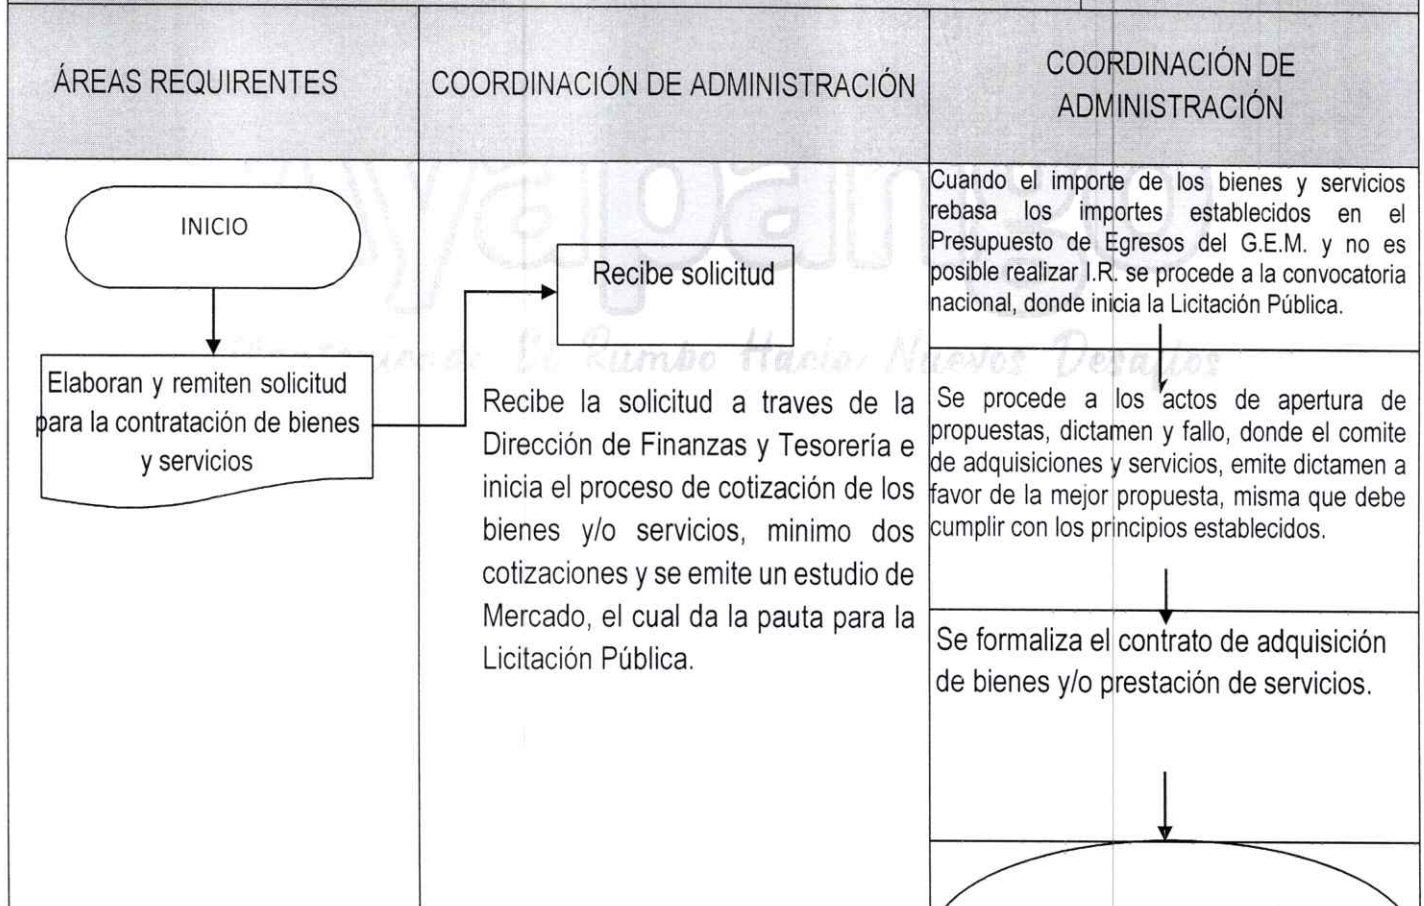 ÁREAS REQUIRENTES
COORDINACIÓN DE ADMINISTRACIÓN
COORDINACIÓN DE
ADMINISTRACIÓN
INICIO
Elaboran y remiten solicitud
para la contratación de bienes
y servicios
Recibe solicitud
Recibe la solicitud a traves de la
Dirección de Finanzas y Tesorería e
inicia el proceso de cotización de los
bienes y/o servicios, minimo dos
cotizaciones y se emite un estudio de
Mercado, el cual da la pauta para la
Licitación Pública.
Cuando el importe de los bienes y servicios
rebasa los importes establecidos en el
Presupuesto de Egresos del G.E.M. y no es
posible realizar I.R. se procede a la convocatoria
nacional, donde inicia la Licitación Pública.
Se procede a los actos de apertura de
propuestas, dictamen y fallo, donde el comite
de adquisiciones y servicios, emite dictamen a
favor de la mejor propuesta, misma que debe
cumplir con los principios establecidos.
Se formaliza el contrato de adquisición
de bienes y/o prestación de servicios.
yapango
De Rumbo Hacia Nuevos Desafíos